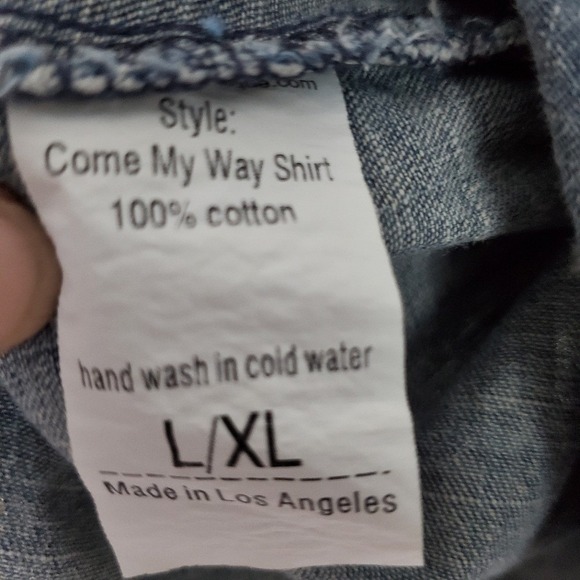 Style:
Come My Way Shirt
100% cotton
hand wash in cold water
L/XL
Made in Los Angeles